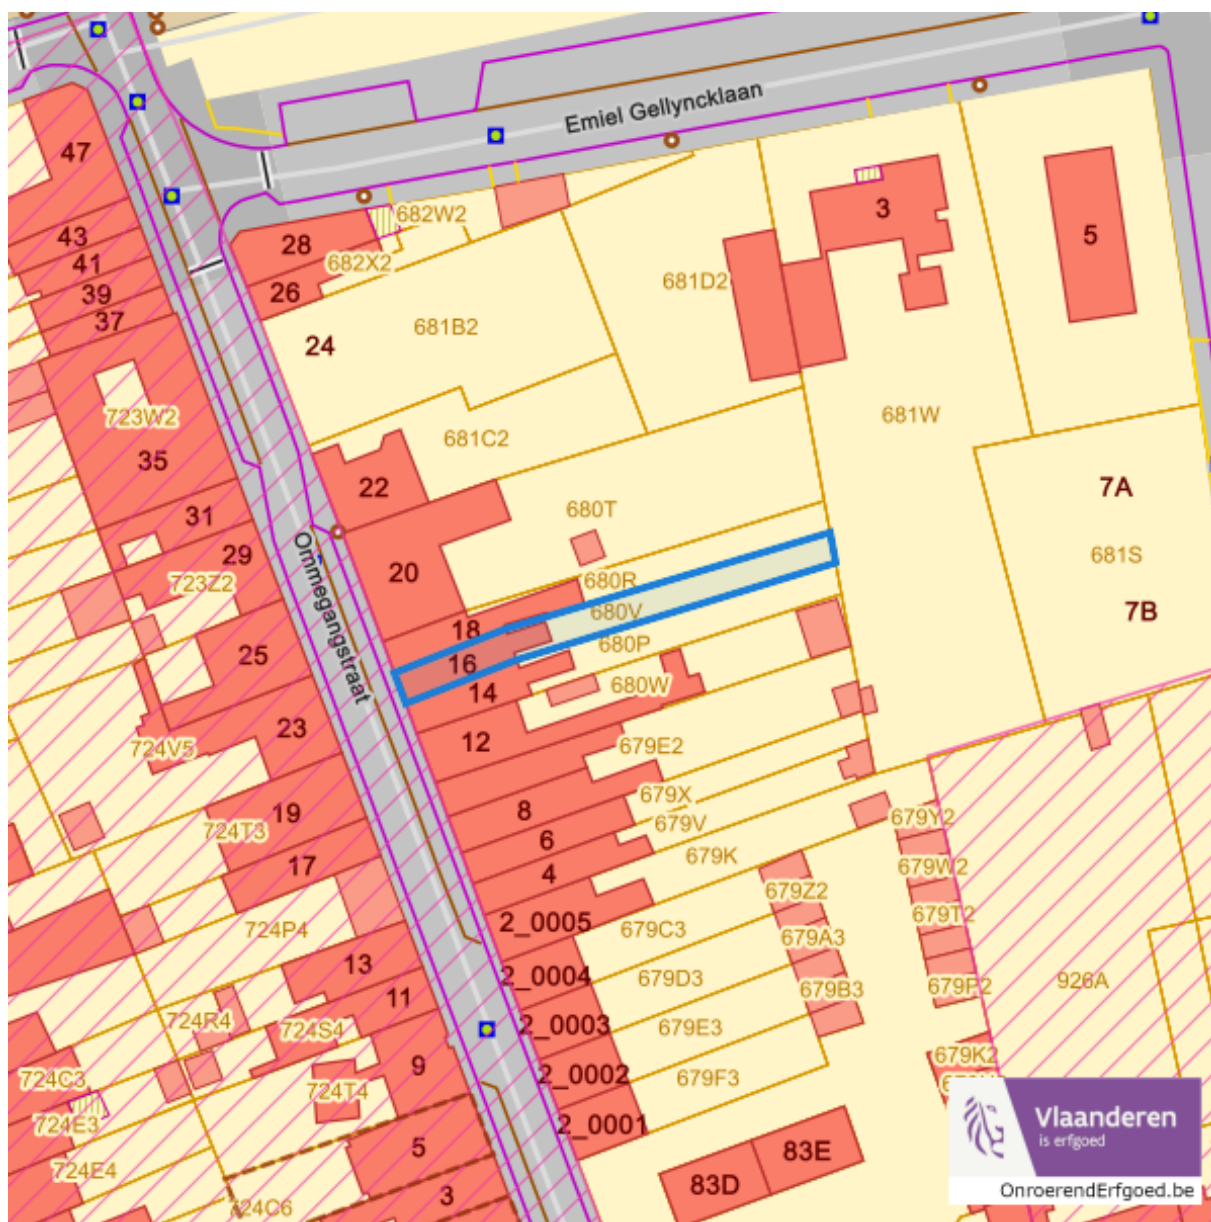 Emiel Gellyncklaan
47
682W2
3
28
43
5
682X2
41
681D2
26
39
37
681B2
24
723W2
681W
681C2
35
22
7A
680T
31
29
Ommegangstraat
681S
20
723Z2
680R
680V
7B
18
680P
25
16
680W
14
23
12
724V5
679E2
679X
8
19
679V
679Y2
724T3
6
679K
17
4
679W2
679Z2
2_0005
679T2
724P4
679C3
679A3
13
2_0004
679D3
679P2
926A
11
679B3
724R4
724S4
2_0003
679E3
679K2
9
2_0002
724C3
679F3
724T4
724E3
2_0001
5
83E
724E4
83D
3
724C6
Vlaanderen
is erfgoed
OnroerendErfgoed.be